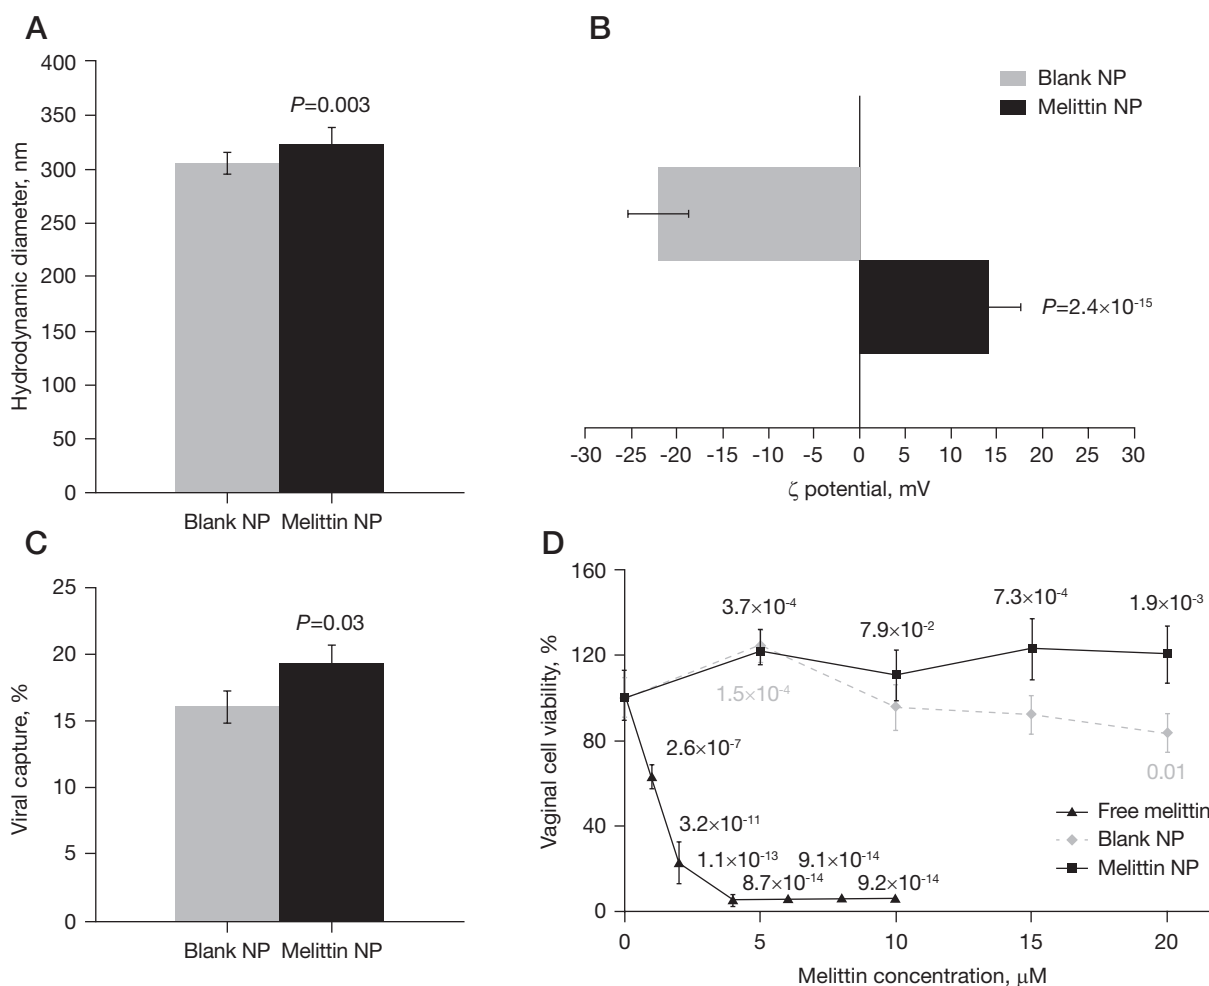 A
400
350
300
250
200
150
100
50
0
Hydrodynamic diameter, nm
P=0.003
Blank NP Melittin NP
B
Blank NP
Melittin NP
P=2.4×10-15
-30 -25 -20 -15 -10 -5 0 5 10 15 20 25 30
ζ potential, mV
C
25
20
15
10
5
0
Viral capture, %
P=0.03
Blank NP Melittin NP
D
160
120
80
40
0
Vaginal cell viability, %
3.7×10-4
7.9×10-2
7.3×10-4
1.9×10-3
1.5×10-4
2.6×10-7
0.01
3.2×10-11
1.1×10-13 9.1×10-14
8.7×10-14 9.2×10-14
Free melittin
Blank NP
Melittin NP
0 5 10 15 20
Melittin concentration, µM